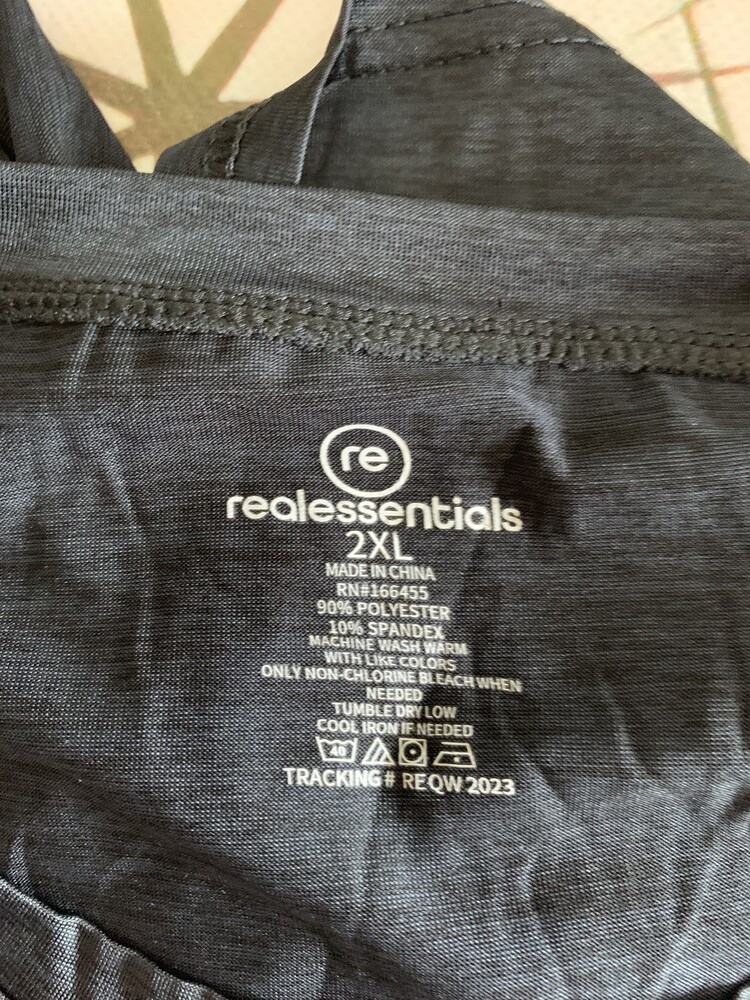 re
realessentials
2XL
MADE IN CHINA
RN#166455
90% POLYESTER
10% SPANDEX
MACHINE WASH WARM
WITH LIKE COLORS
ONLY NON-CHLORINE BLEACH WHEN
NEEDED
TUMBLE DRY LOW
COOL IRON IF NEEDED
40
TRACKING# REQW 2023